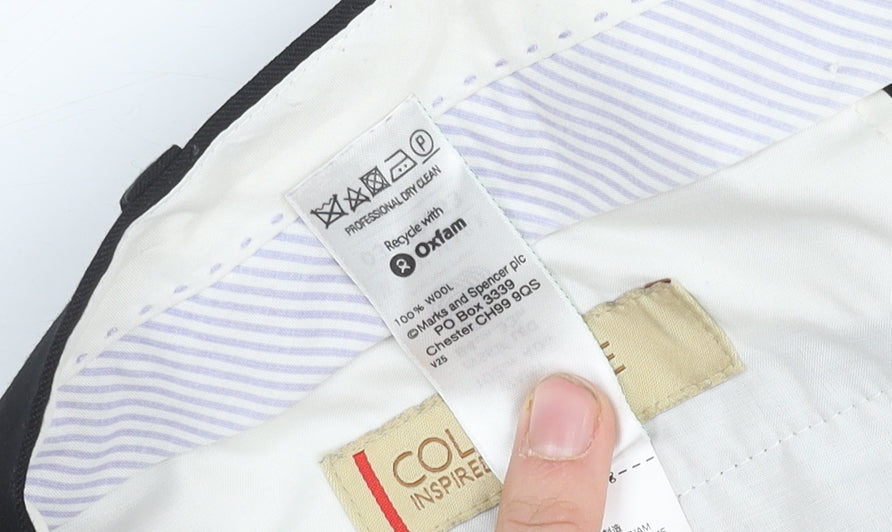 P
PROFESSIONAL DRY CLEAN
Recycle with
Oxfam
100% WOOL
©Marks and Spencer plc
PO Box 3339
Chester CH99 9QS
V25
COL
INSPIRE
E